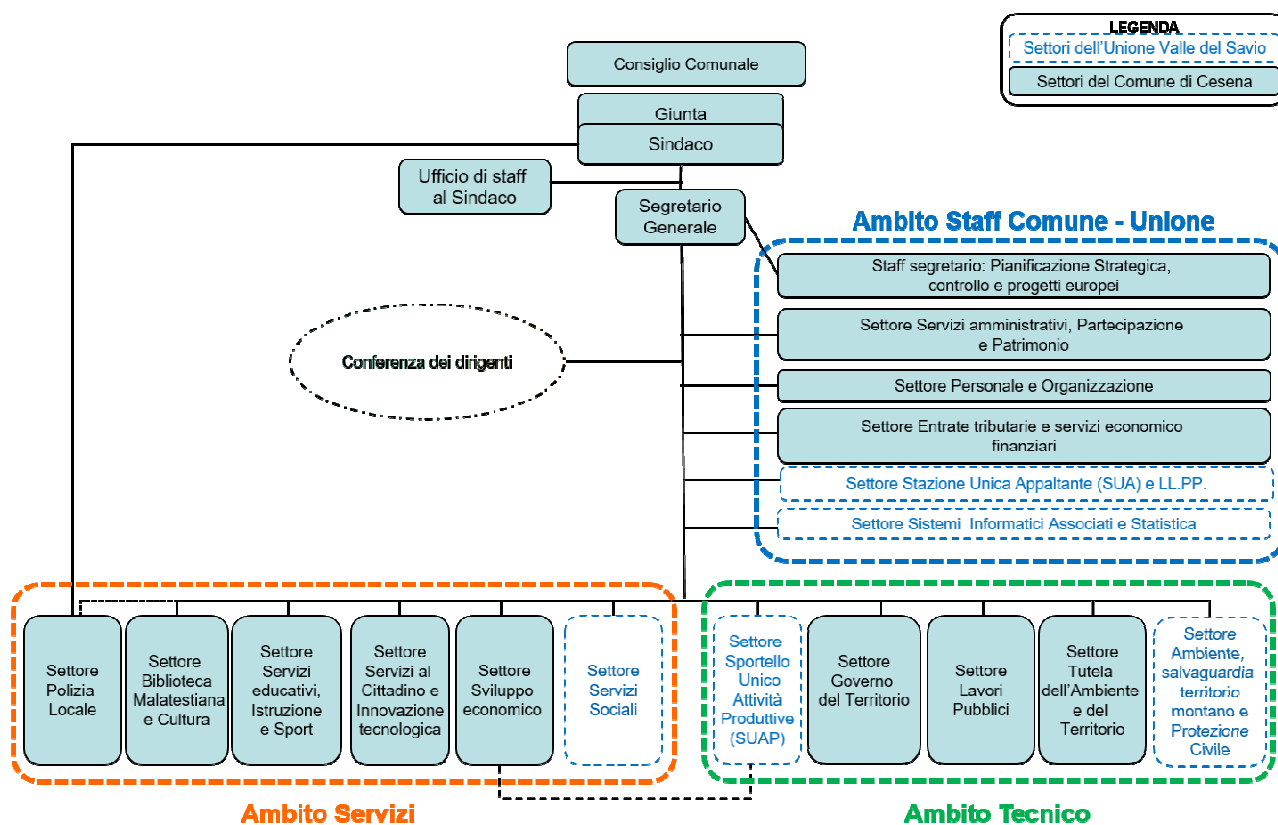 LEGENDA
Settori dell'Unione Valle del Savio
Settori del Comune di Cesena
Consiglio Comunale
Giunta
Sindaco
Ufficio di staff
al Sindaco
Segretario
Generale
Ambito Staff Comune - Unione
Staff segretario: Pianificazione Strategica,
controllo e progetti europei
Settore Servizi amministrativi, Partecipazione
e Patrimonio
Conferenza dei dirigenti
Settore Personale e Organizzazione
Settore Entrate tributarie e servizi economico
finanziari
Settore Stazione Unica Appaltante (SUA) e LL.PP.
Settore Sistemi Informatici Associati e Statistica
Settore
Polizia
Locale
Settore
Biblioteca
Malatestiana
e Cultura
Settore
Servizi
educativi,
Istruzione
e Sport
Settore
Servizi al
Cittadino e
Innovazione
tecnologica
Settore
Sviluppo
economico
Settore
Servizi
Sociali
Settore
Sportello
Unico
Attività
Produttive
(SUAP)
Settore
Governo
del Territorio
Settore
Lavori
Pubblici
Settore
Tutela
dell'Ambiente
e del
Territorio
Settore
Ambiente,
salvaguardia
territorio
montano e
Protezione
Civile
Ambito Servizi
Ambito Tecnico